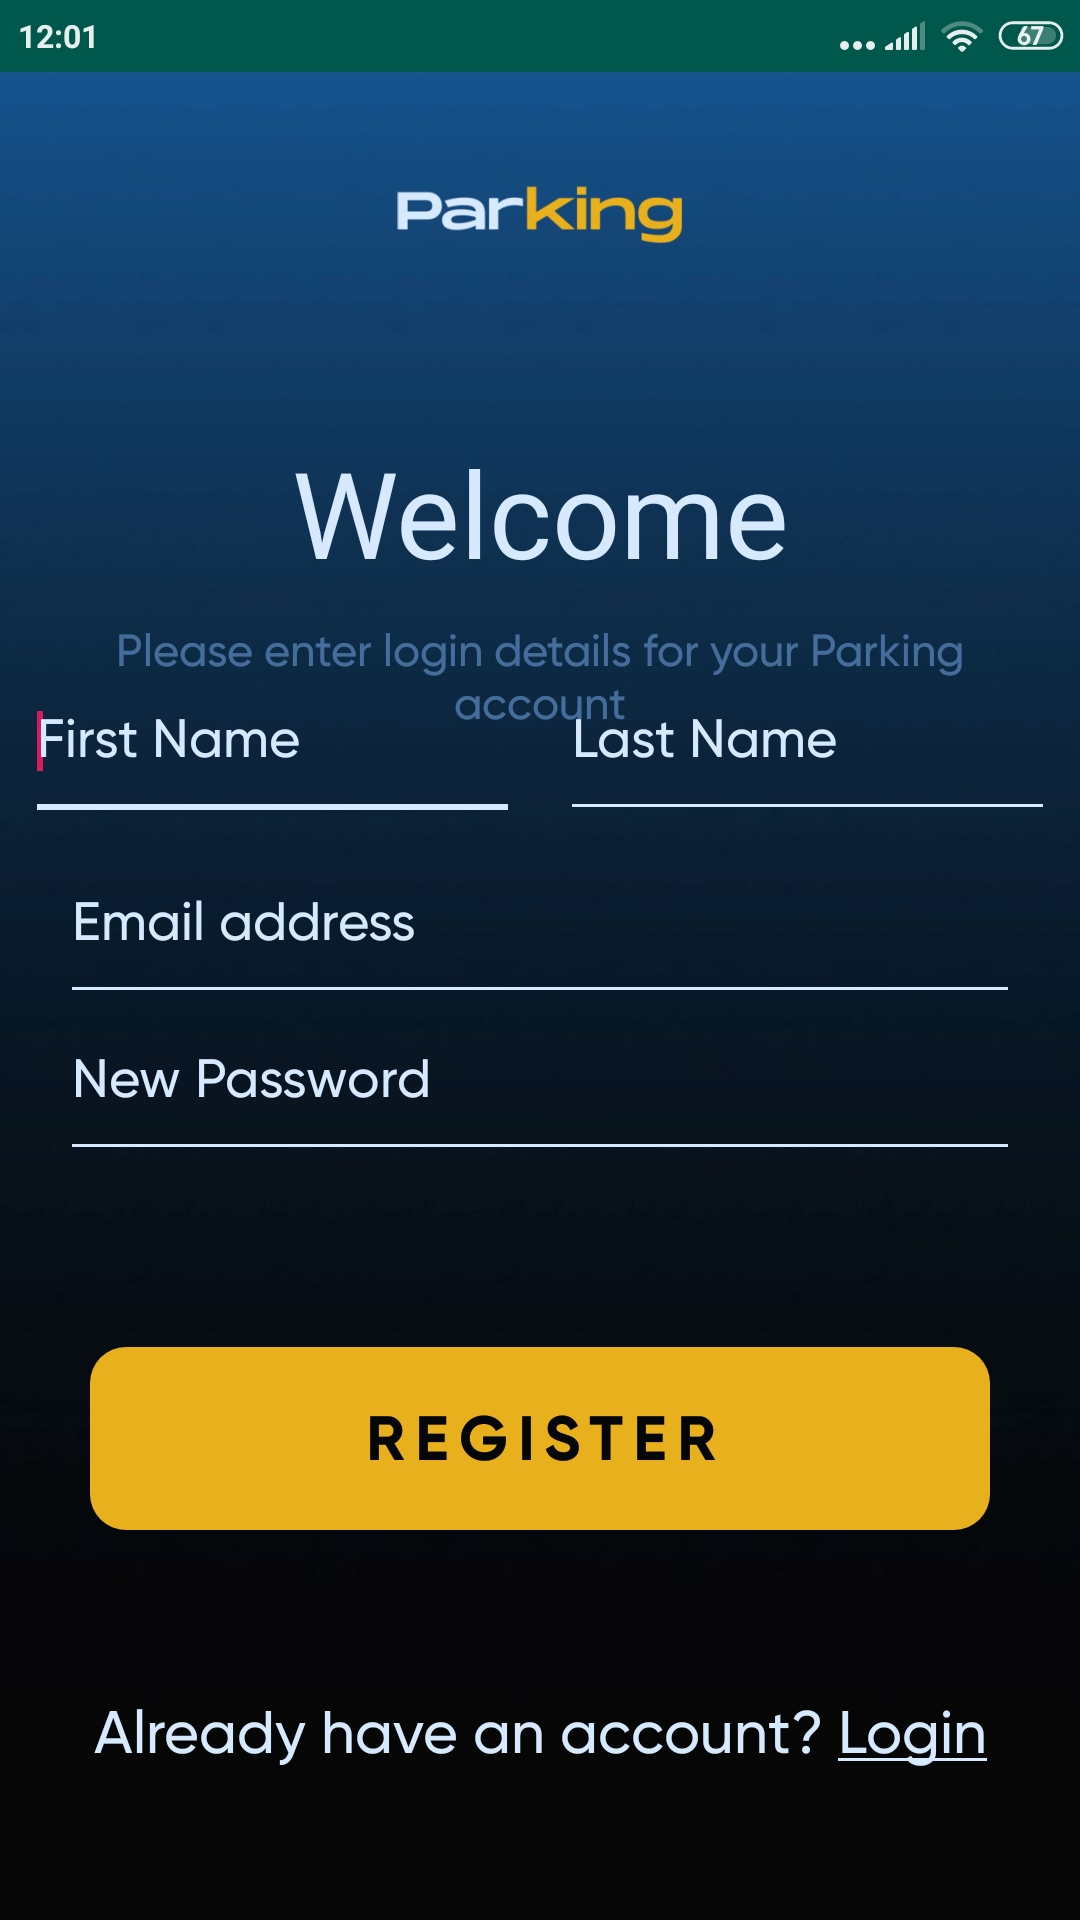 12:01 67
Parking
Welcome
Please enter login details for your Parking
account
First Name Last Name
Email address
New Password
REGISTER
Already have an account? Login